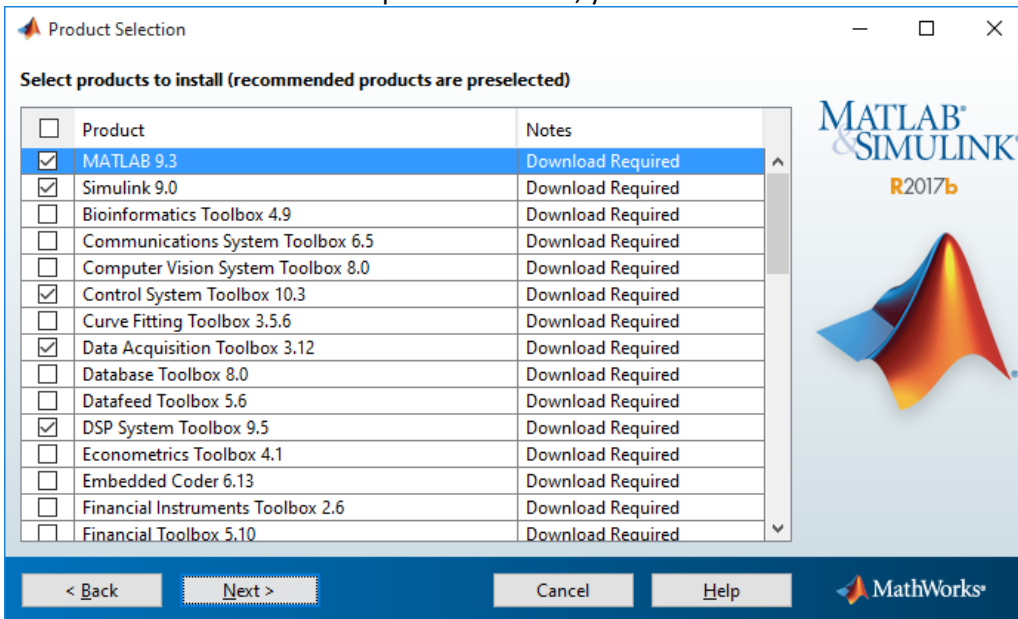 Product Selection
Select products to install (recommended products are preselected)
Product Notes
MATLAB 9.3 Download Required
Simulink 9.0 Download Required
Bioinformatics Toolbox 4.9 Download Required
Communications System Toolbox 6.5 Download Required
Computer Vision System Toolbox 8.0 Download Required
Control System Toolbox 10.3 Download Required
Curve Fitting Toolbox 3.5.6 Download Required
Data Acquisition Toolbox 3.12 Download Required
Database Toolbox 8.0 Download Required
Datafeed Toolbox 5.6 Download Required
DSP System Toolbox 9.5 Download Required
Econometrics Toolbox 4.1 Download Required
Embedded Coder 6.13 Download Required
Financial Instruments Toolbox 2.6 Download Required
Financial Toolbox 5.10 Download Required
MATLAB®
&SIMULINK®
R2017b
< Back Next > Cancel Help MathWorks®